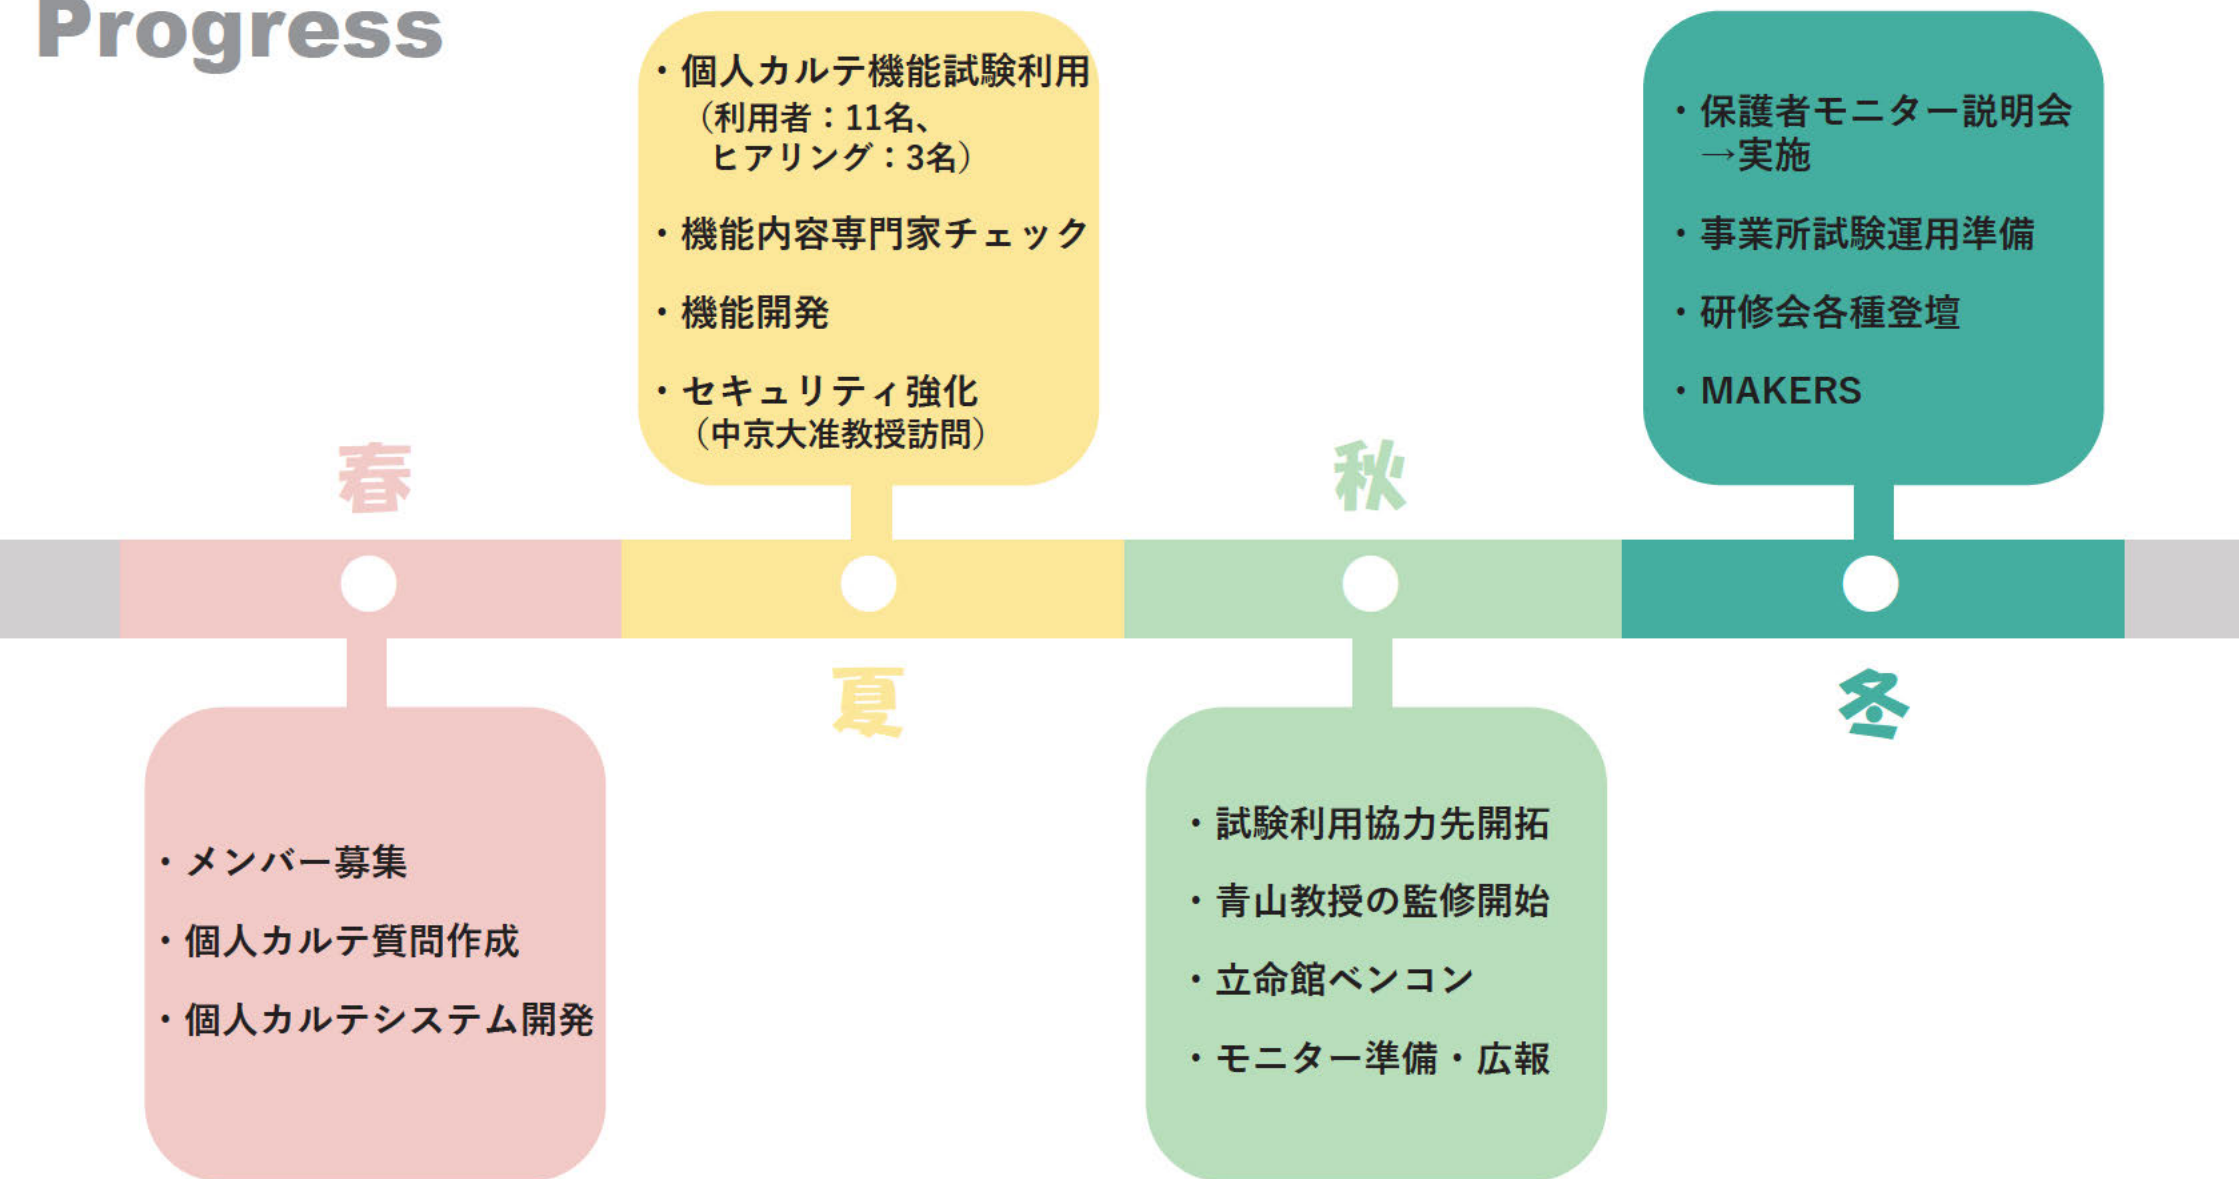 Progress
春
・メンバー募集
・個人カルテ質問作成
・個人カルテシステム開発
・個人カルテ機能試験利用
（利用者：11名、
ヒアリング：3名）
・機能内容専門家チェック
・機能開発
・セキュリティ強化
（中京大准教授訪問）
夏
秋
・試験利用協力先開拓
・青山教授の監修開始
・立命館ベンコン
・モニター準備・広報
・保護者モニター説明会
→実施
・事業所試験運用準備
・研修会各種登壇
・MAKERS
冬